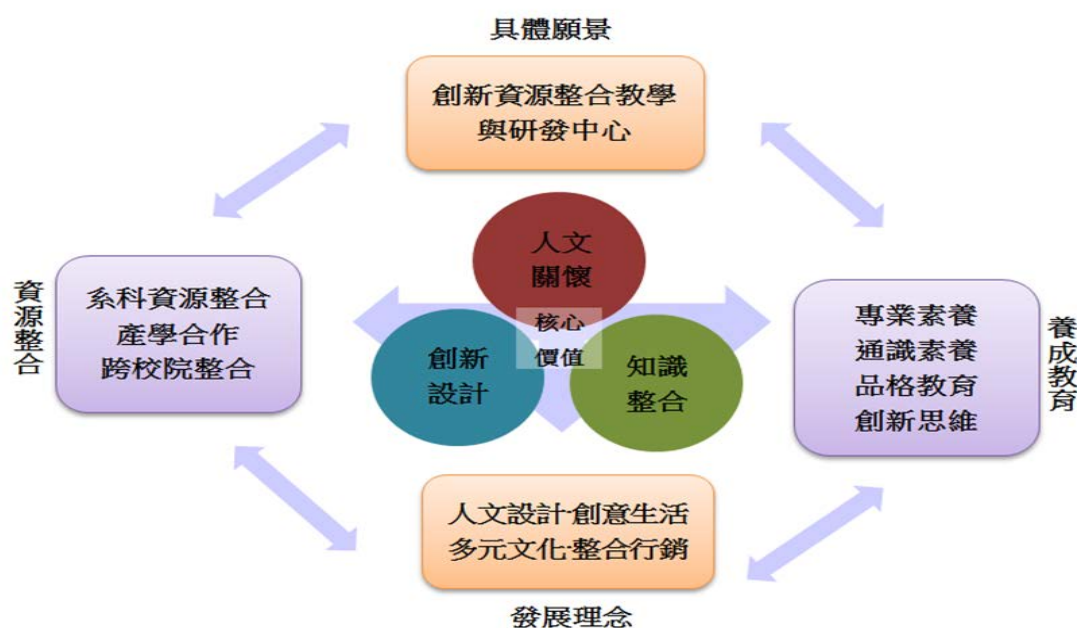 具體願景
創新資源整合教學
與研發中心
資源整合
系科資源整合
產學合作
跨校院整合
人文
關懷
核心
價值
創新
設計
知識
整合
專業素養
通識素養
品格教育
創新思維
養成教育
人文設計·創意生活
多元文化·整合行銷
發展理念